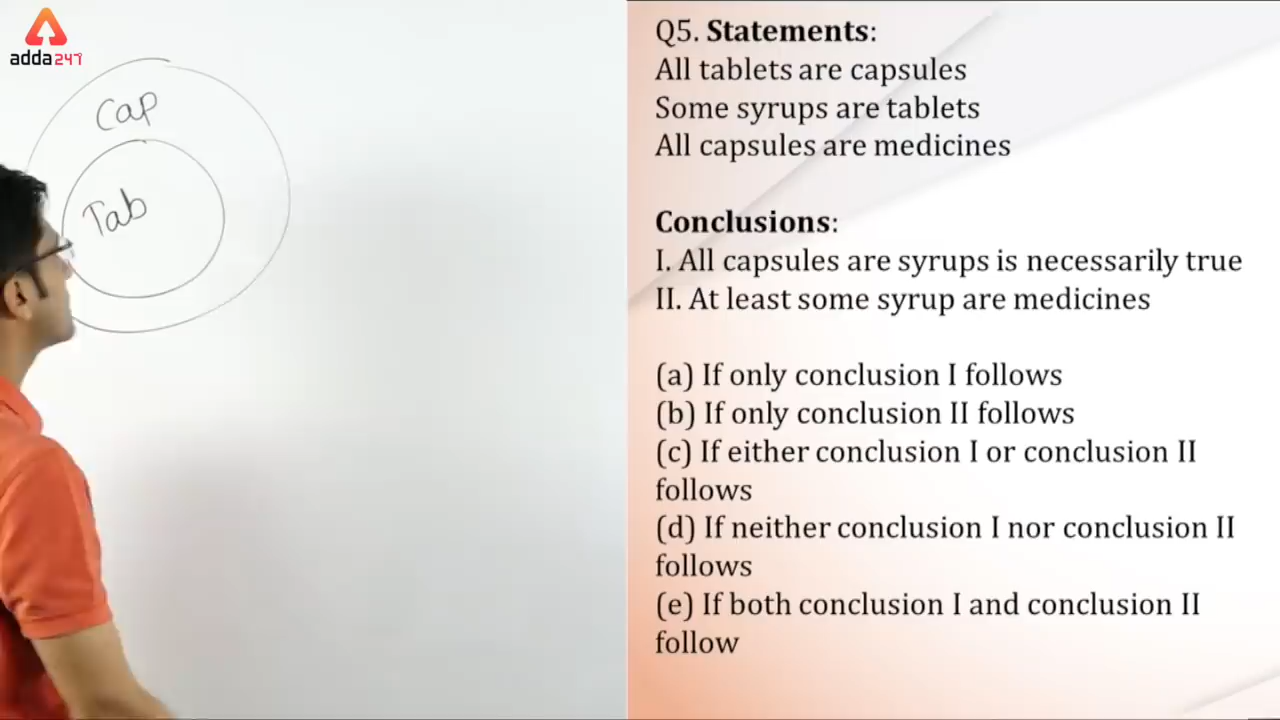 adda247
Cap
Tab
Q5. Statements:
All tablets are capsules
Some syrups are tablets
All capsules are medicines
Conclusions:
I. All capsules are syrups is necessarily true
II. At least some syrup are medicines
(a) If only conclusion I follows
(b) If only conclusion II follows
(c) If either conclusion I or conclusion II
follows
(d) If neither conclusion I nor conclusion II
follows
(e) If both conclusion I and conclusion II
follow